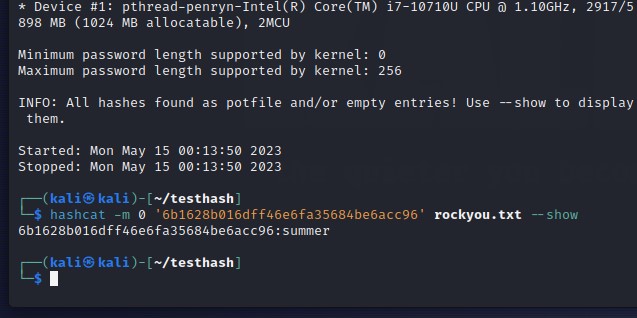 * Device #1: pthread-penryn-Intel(R) Core(TM) i7-10710U CPU @ 1.10GHz, 2917/5
898 MB (1024 MB allocatable), 2MCU
Minimum password length supported by kernel: 0
Maximum password length supported by kernel: 256
INFO: All hashes found as potfile and/or empty entries! Use --show to display
them.
Started: Mon May 15 00:13:50 2023
Stopped: Mon May 15 00:13:50 2023
┌──(kali㉿kali)-[~/testhash]
└─$ hashcat -m 0 '6b1628b016dff46e6fa35684be6acc96' rockyou.txt --show
6b1628b016dff46e6fa35684be6acc96:summer
┌──(kali㉿kali)-[~/testhash]
└─$